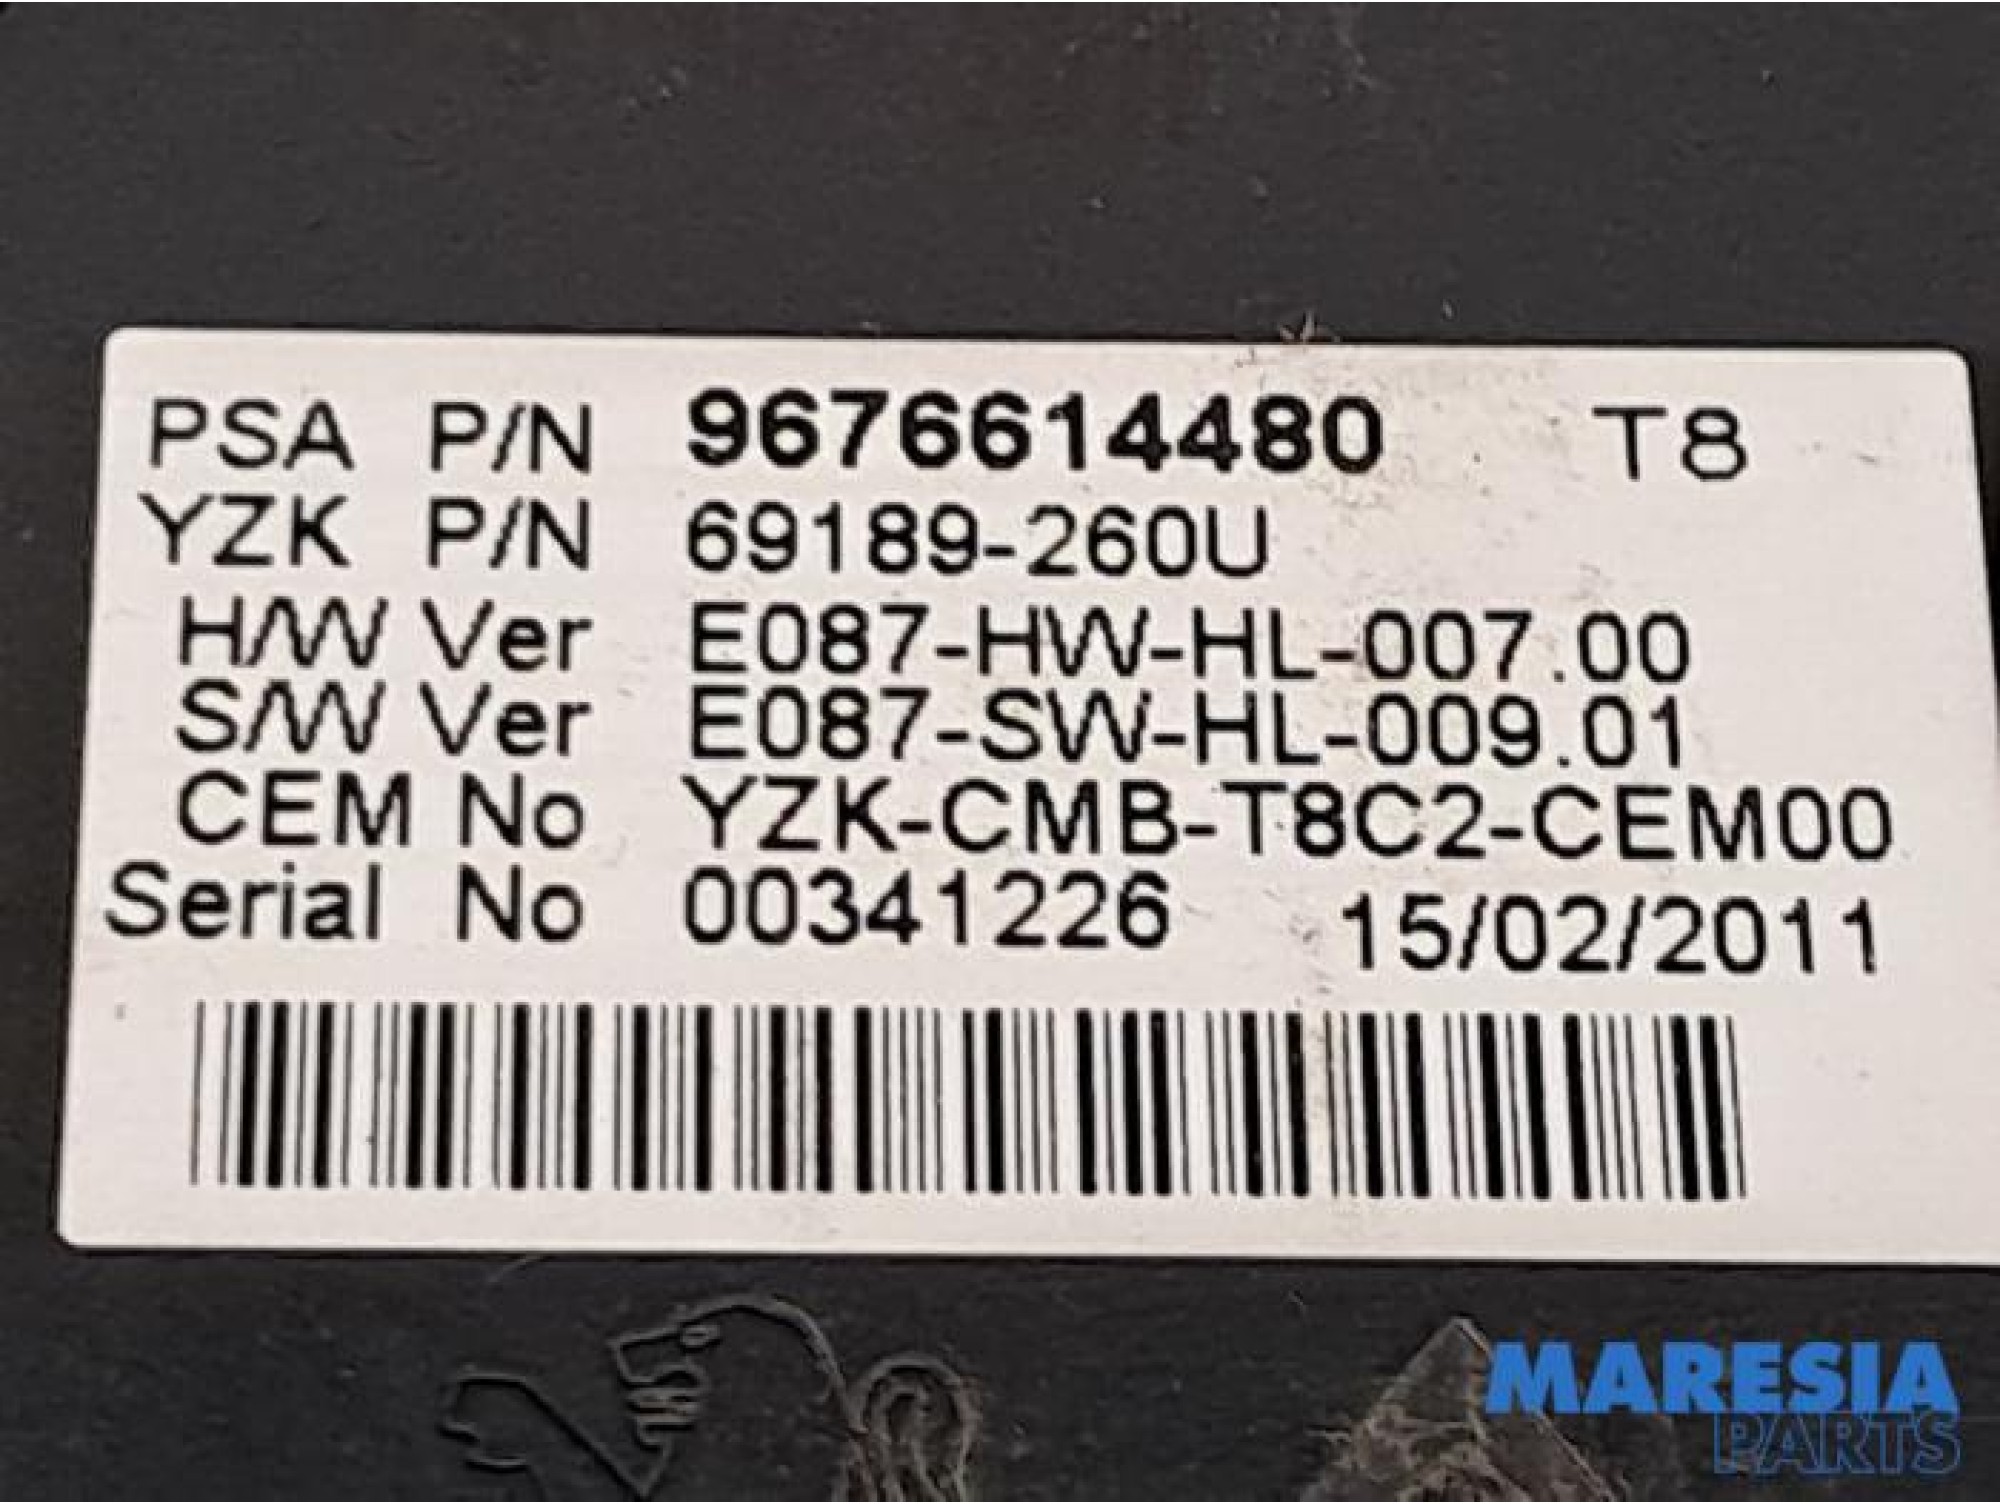 PSA P/N 9676614480 T8
YZK P/N 69189-260U
H/W Ver E087-HW-HL-007.00
S/W Ver E087-SW-HL-009.01
CEM No YZK-CMB-T8C2-CEM00
Serial No 00341226 15/02/2011
MARESIA
PARTS